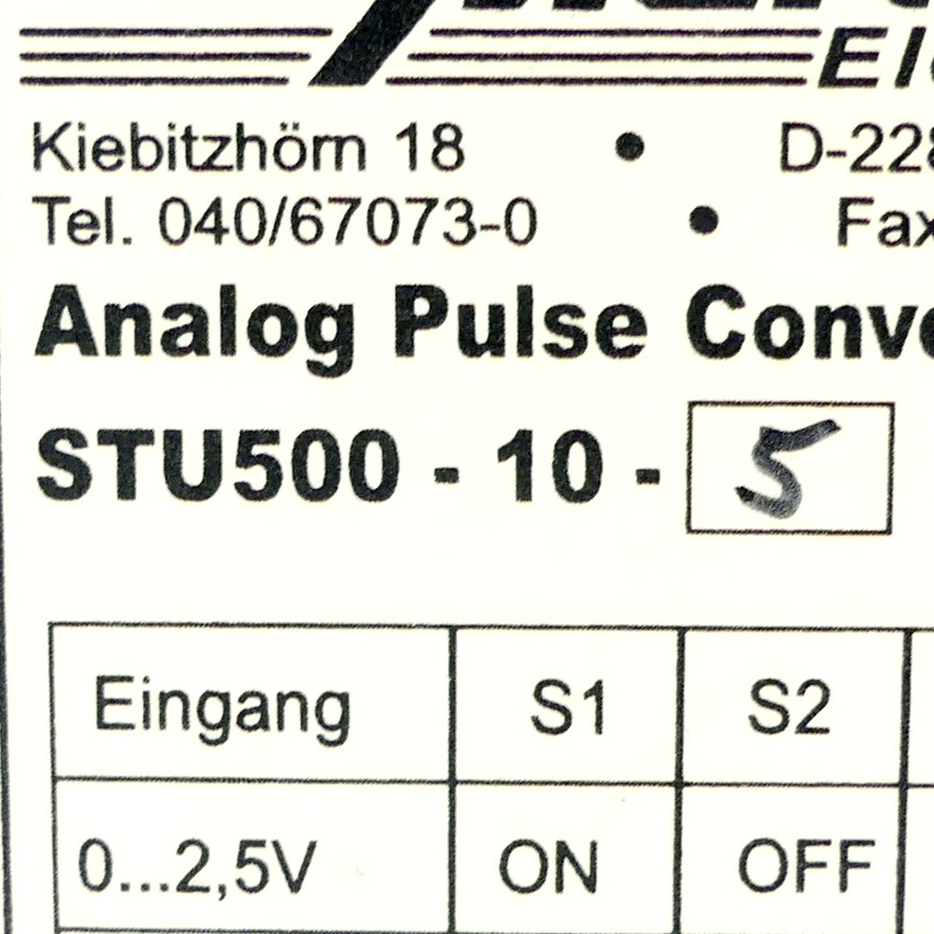 Kiebitzhörn 18 • D-228
Tel. 040/67073-0 • Fax
Analog Pulse Conve
STU500 - 10 - 5
Eingang S1 S2
0...2,5V ON OFF